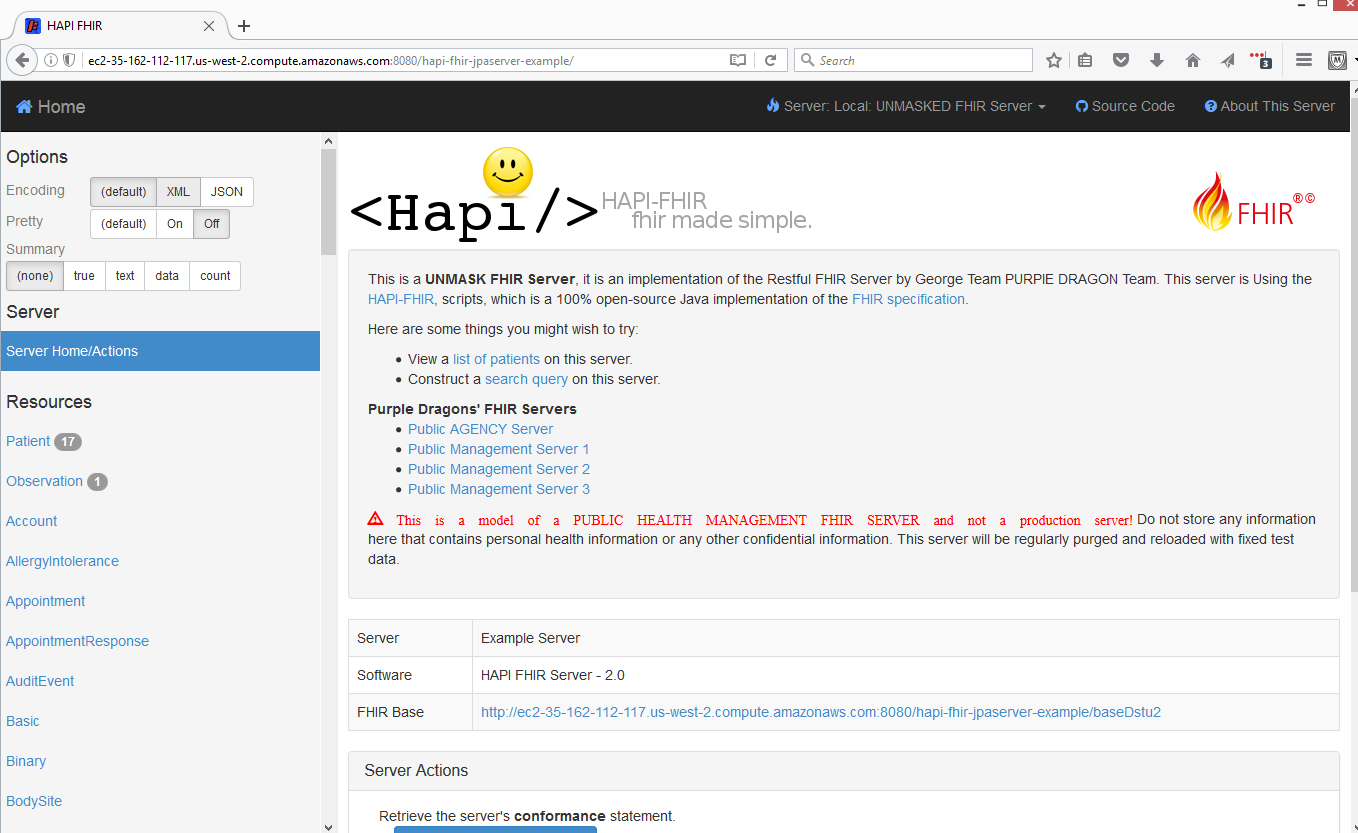 HAPI FHIR
ec2-35-162-112-117.us-west-2.compute.amazonaws.com:8080/hapi-fhir-jpaserver-example/
Search
3
Home
Server: Local: UNMASKED FHIR Server
Source Code
About This Server
Options
Encoding
(default) XML JSON
Pretty
(default) On Off
Summary
(none) true text data count
Server
Server Home/Actions
Resources
Patient 17
Observation 1
Account
AllergyIntolerance
Appointment
AppointmentResponse
AuditEvent
Basic
Binary
BodySite
<Hapi/>
HAPI-FHIR
fhir made simple.
FHIR®©
This is a UNMASK FHIR Server, it is an implementation of the Restful FHIR Server by George Team PURPIE DRAGON Team. This server is Using the
HAPI-FHIR, scripts, which is a 100% open-source Java implementation of the FHIR specification.
Here are some things you might wish to try:
View a list of patients on this server.
Construct a search query on this server.
Purple Dragons' FHIR Servers
Public AGENCY Server
Public Management Server 1
Public Management Server 2
Public Management Server 3
This is a model of a PUBLIC HEALTH MANAGEMENT FHIR SERVER and not a production server! Do not store any information
here that contains personal health information or any other confidential information. This server will be regularly purged and reloaded with fixed test
data.
Server Example Server
Software HAPI FHIR Server - 2.0
FHIR Base http://ec2-35-162-112-117.us-west-2.compute.amazonaws.com:8080/hapi-fhir-jpaserver-example/baseDstu2
Server Actions
Retrieve the server's conformance statement.